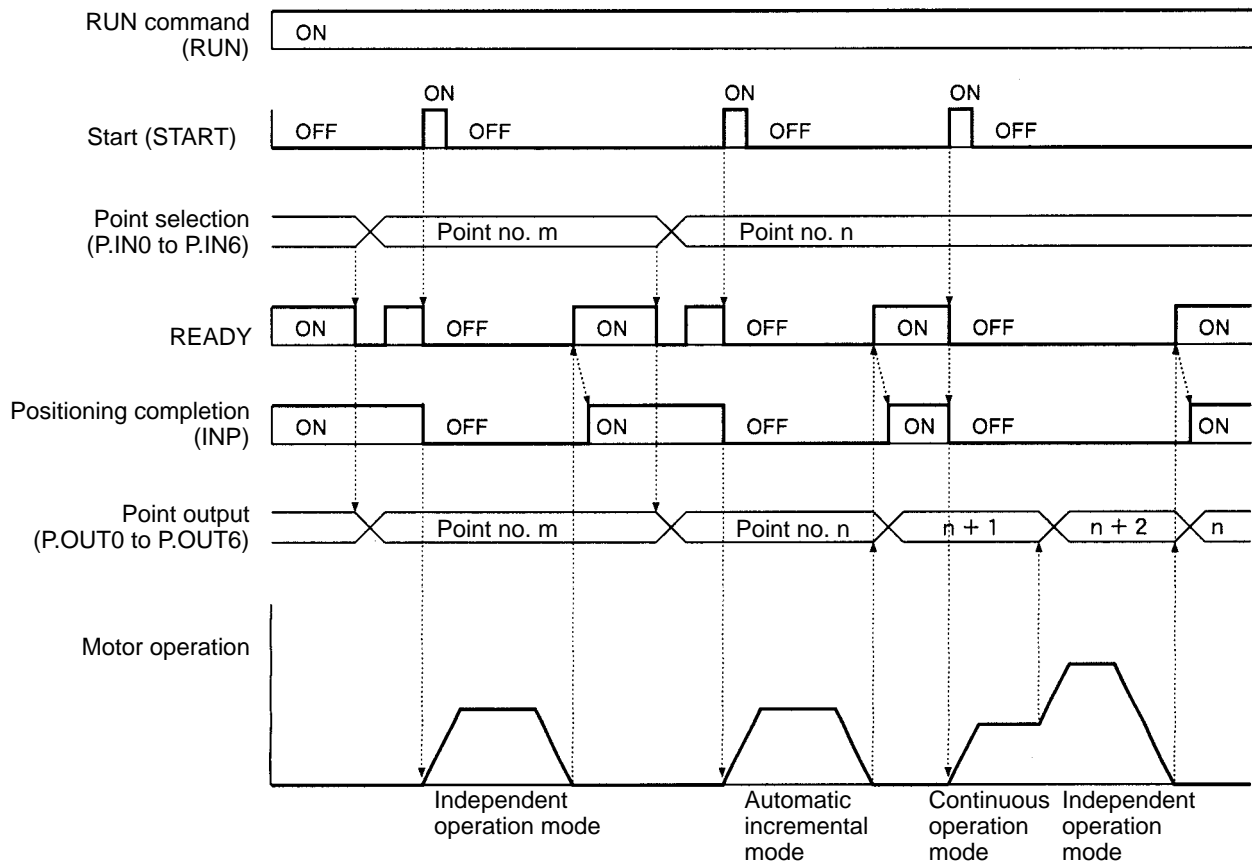 RUN command
(RUN)
ON
ON
ON
ON
Start (START)
OFF
OFF
OFF
OFF
Point selection
(P.IN0 to P.IN6)
Point no. m
Point no. n
READY
ON
OFF
ON
OFF
ON
OFF
ON
Positioning completion
(INP)
ON
OFF
ON
OFF
ON
OFF
ON
Point output
(P.OUT0 to P.OUT6)
Point no. m
Point no. n
n + 1
n + 2
n
Motor operation
Independent
operation mode
Automatic
incremental
mode
Continuous
operation
mode
Independent
operation
mode